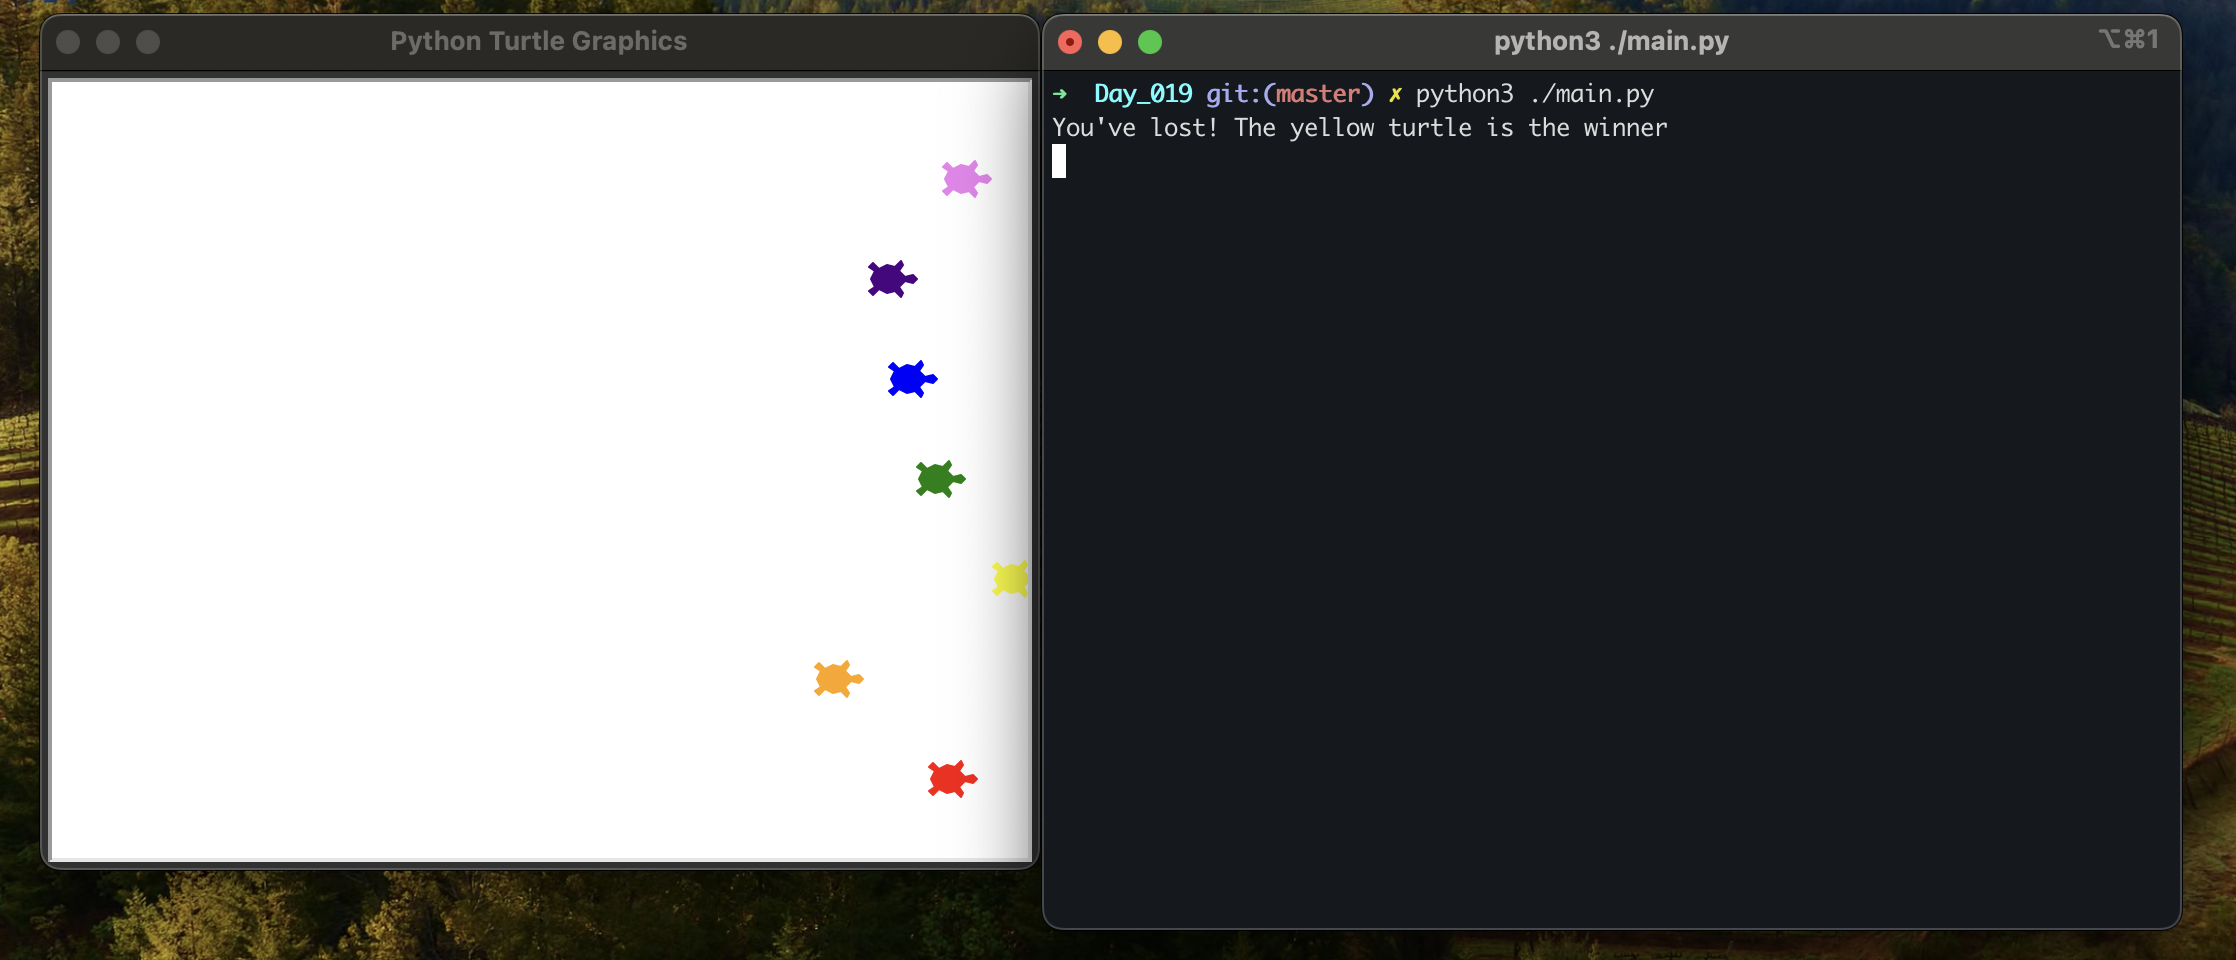 Python Turtle Graphics
python3 ./main.py
⌥⌘1
➜ Day_019 git:(master) ✗ python3 ./main.py
You've lost! The yellow turtle is the winner